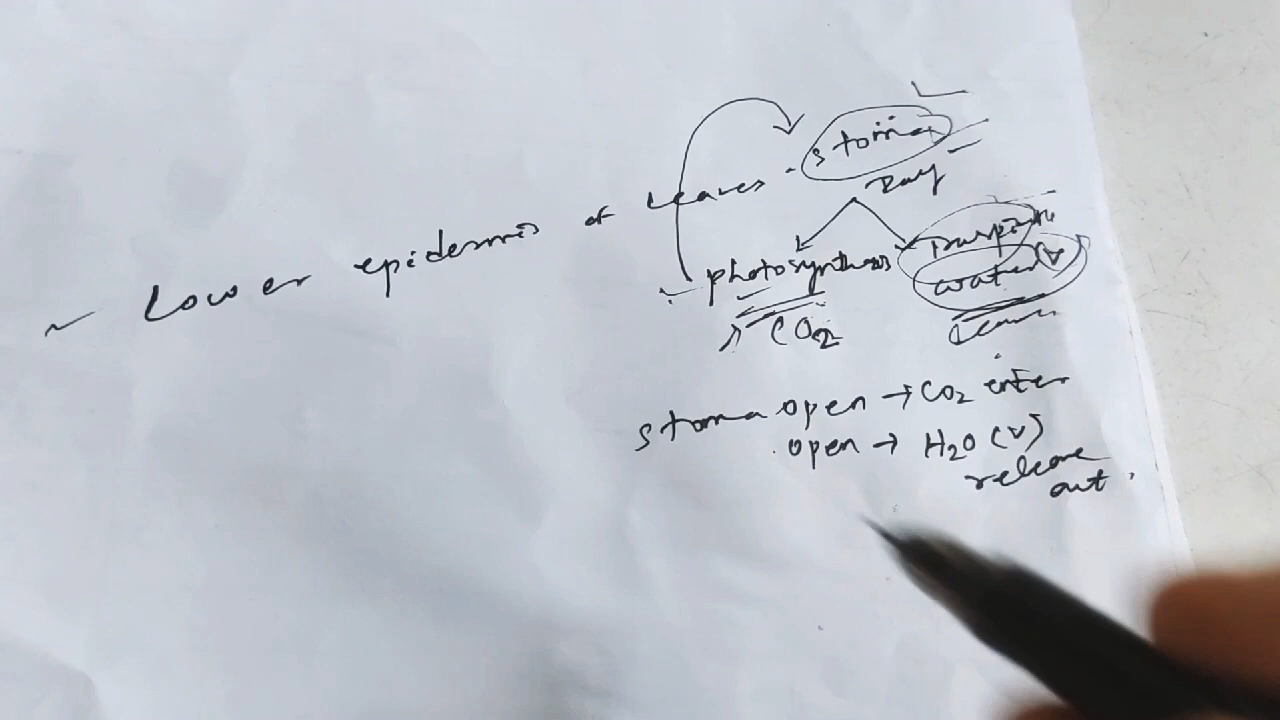 Lower epidermis of leaves - stoma
Day
photosynthesis
water (v)
CO2
stoma open → CO2 enter
open → H2O (v)
release
out.